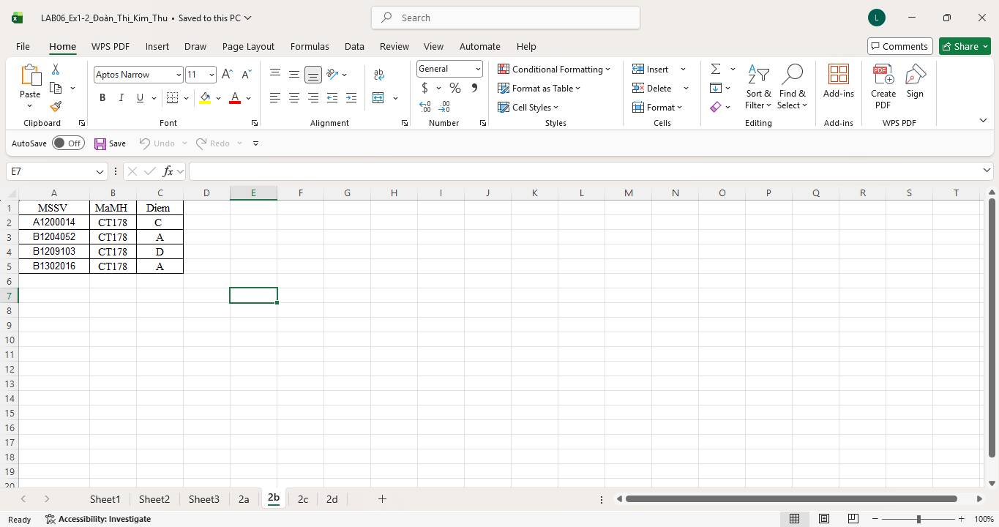 LAB06_Ex1-2_Đoàn_Thị_Kim_Thu • Saved to this PC
Search
L
File Home WPS PDF Insert Draw Page Layout Formulas Data Review View Automate Help
Comments Share
Paste
Clipboard
Aptos Narrow 11
B I U
Font
ab
Alignment
General
$ % ,
Number
Conditional Formatting
Format as Table
Cell Styles
Styles
Insert
Delete
Format
Cells
Sort & Filter
Find & Select
Editing
Add-ins
Add-ins
Create PDF
Sign
WPS PDF
AutoSave Off Save Undo Redo
E7 fx
A B C D E F G H I J K L M N O P Q R S T
1 MSSV MaMH Diem
2 A1200014 CT178 C
3 B1204052 CT178 A
4 B1209103 CT178 D
5 B1302016 CT178 A
6
7
8
9
10
11
12
13
14
15
16
17
18
19
20
Sheet1 Sheet2 Sheet3 2a 2b 2c 2d
Ready Accessibility: Investigate 100%